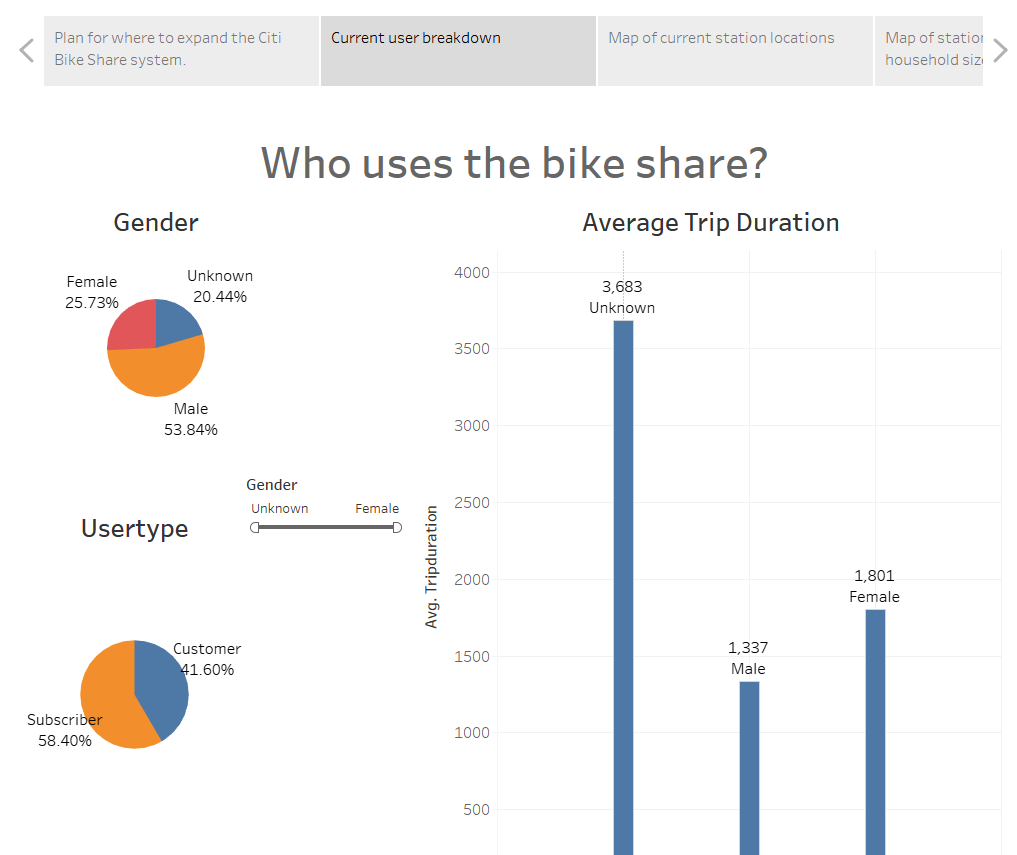 Plan for where to expand the Citi
Bike Share system.
Current user breakdown
Map of current station locations
Map of station
household size
Who uses the bike share?
Gender
Female
25.73%
Unknown
20.44%
Male
53.84%
Gender
Unknown
Female
Usertype
Customer
41.60%
Subscriber
58.40%
Average Trip Duration
Avg. Tripduration
4000
3500
3000
2500
2000
1500
1000
500
3,683
Unknown
1,337
Male
1,801
Female